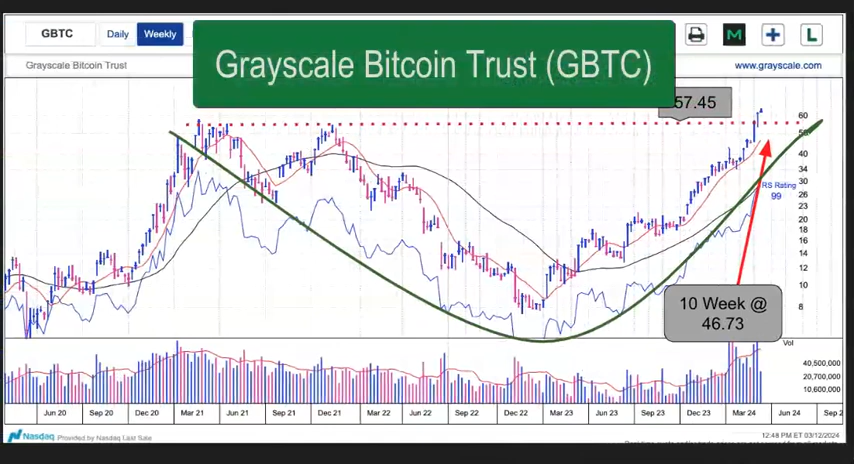 GBTC
Daily
Weekly
Grayscale Bitcoin Trust (GBTC)
M
+
L
Grayscale Bitcoin Trust
www.grayscale.com
57.45
60
50
40
34
30
26
23
20
18
16
14
12
10
8
RS Rating
99
10 Week @
46.73
Vol
40,500,000
20,700,000
10,600,000
Jun 20 Sep 20 Dec 20 Mar 21 Jun 21 Sep 21 Dec 21 Mar 22 Jun 22 Sep 22 Dec 22 Mar 23 Jun 23 Sep 23 Dec 23 Mar 24 Jun 24 Sep 2
Nasdaq Provided by Nasdaq Last Sale
12:48 PM ET 03/12/2024